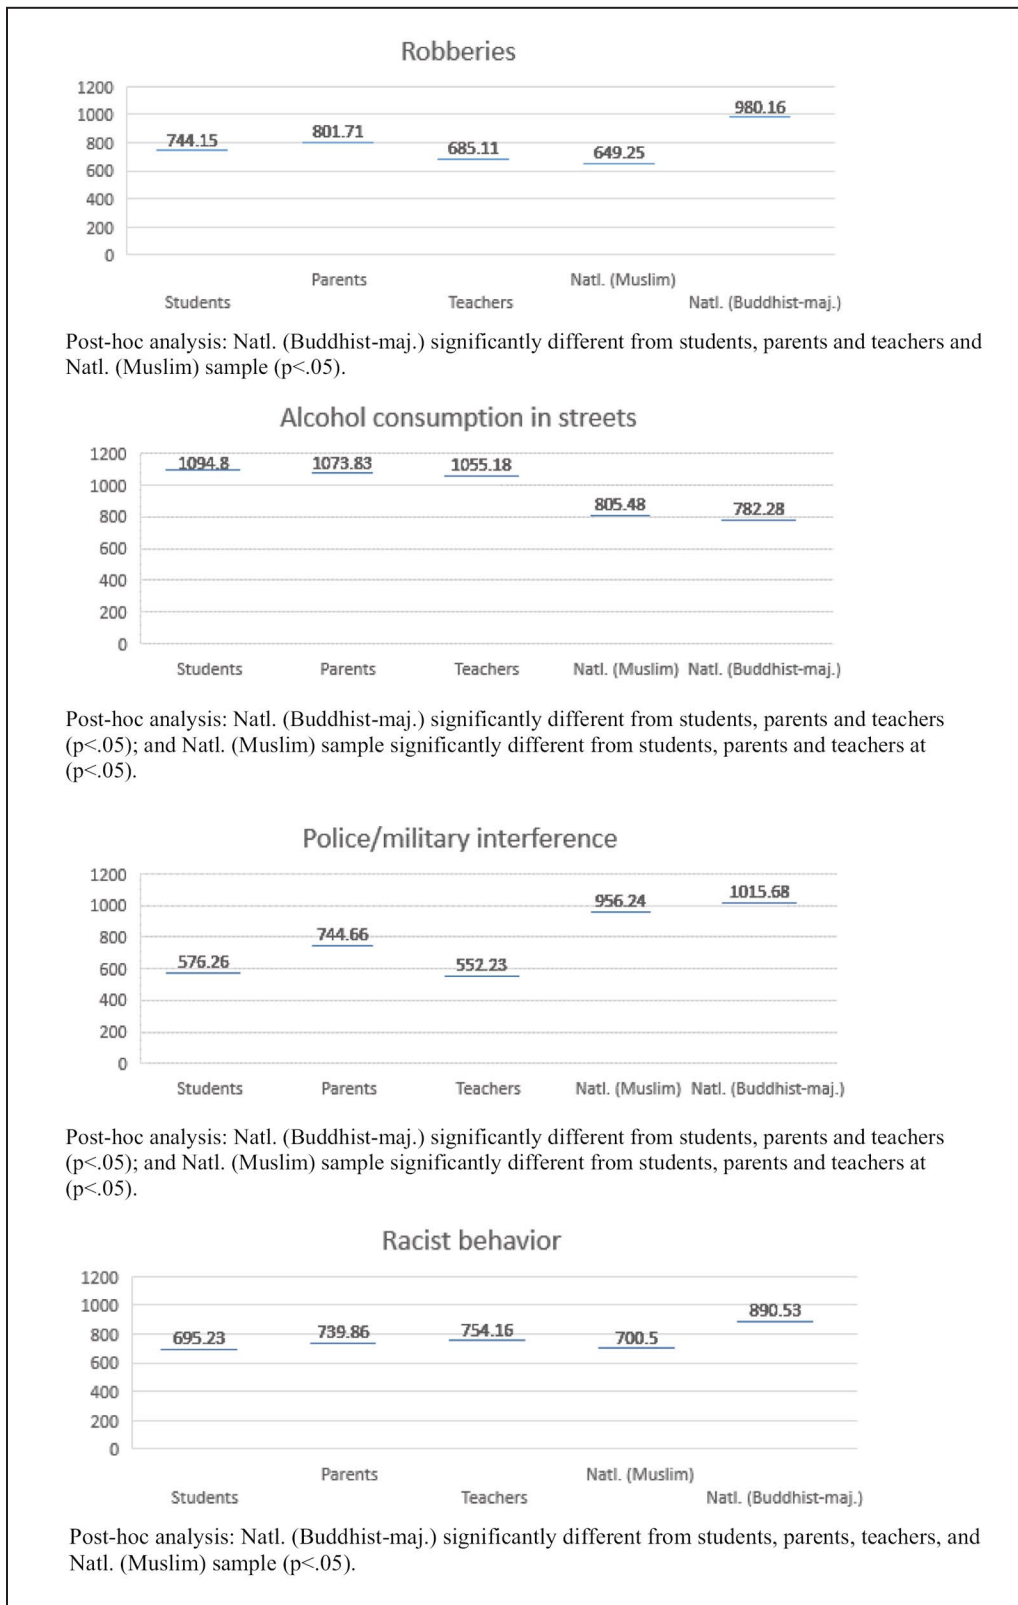 Robberies
1200
1000
800
600
400
200
0
744.15
801.71
685.11
649.25
980.16
Parents
Natl. (Muslim)
Students
Teachers
Natl. (Buddhist-maj.)
Post-hoc analysis: Natl. (Buddhist-maj.) significantly different from students, parents and teachers and
Natl. (Muslim) sample (p<.05).
Alcohol consumption in streets
1200
1000
800
600
400
200
0
1094.8
1073.83
1055.18
805.48
782.28
Students
Parents
Teachers
Natl. (Muslim)
Natl. (Buddhist-maj.)
Post-hoc analysis: Natl. (Buddhist-maj.) significantly different from students, parents and teachers
(p<.05); and Natl. (Muslim) sample significantly different from students, parents and teachers at
(p<.05).
Police/military interference
1200
1000
800
600
400
200
0
576.26
744.66
552.23
956.24
1015.68
Students
Parents
Teachers
Natl. (Muslim)
Natl. (Buddhist-maj.)
Post-hoc analysis: Natl. (Buddhist-maj.) significantly different from students, parents and teachers
(p<.05); and Natl. (Muslim) sample significantly different from students, parents and teachers at
(p<.05).
Racist behavior
1200
1000
800
600
400
200
0
695.23
739.86
754.16
700.5
890.53
Parents
Natl. (Muslim)
Students
Teachers
Natl. (Buddhist-maj.)
Post-hoc analysis: Natl. (Buddhist-maj.) significantly different from students, parents, teachers, and
Natl. (Muslim) sample (p<.05).